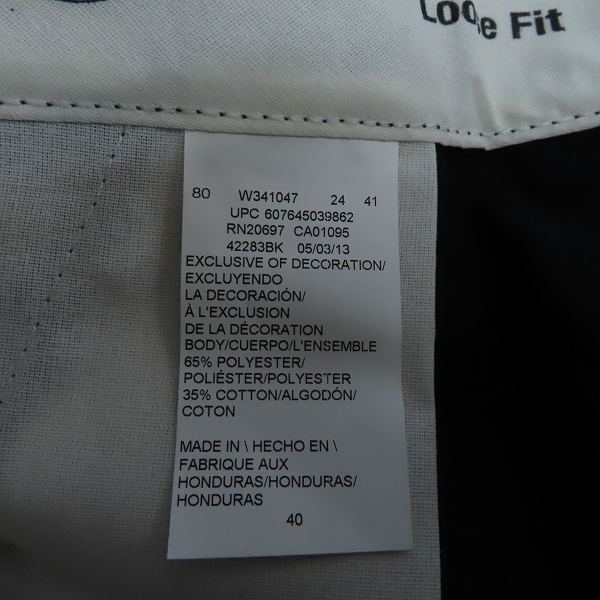 Loose Fit
80 W341047 24 41
UPC 607645039862
RN20697 CA01095
42283BK 05/03/13
EXCLUSIVE OF DECORATION/
EXCLUYENDO
LA DECORACIÓN/
À L'EXCLUSION
DE LA DÉCORATION
BODY/CUERPO/L'ENSEMBLE
65% POLYESTER/
POLIÉSTER/POLYESTER
35% COTTON/ALGODÓN/
COTON
MADE IN \ HECHO EN \
FABRIQUE AUX
HONDURAS/HONDURAS/
HONDURAS
40